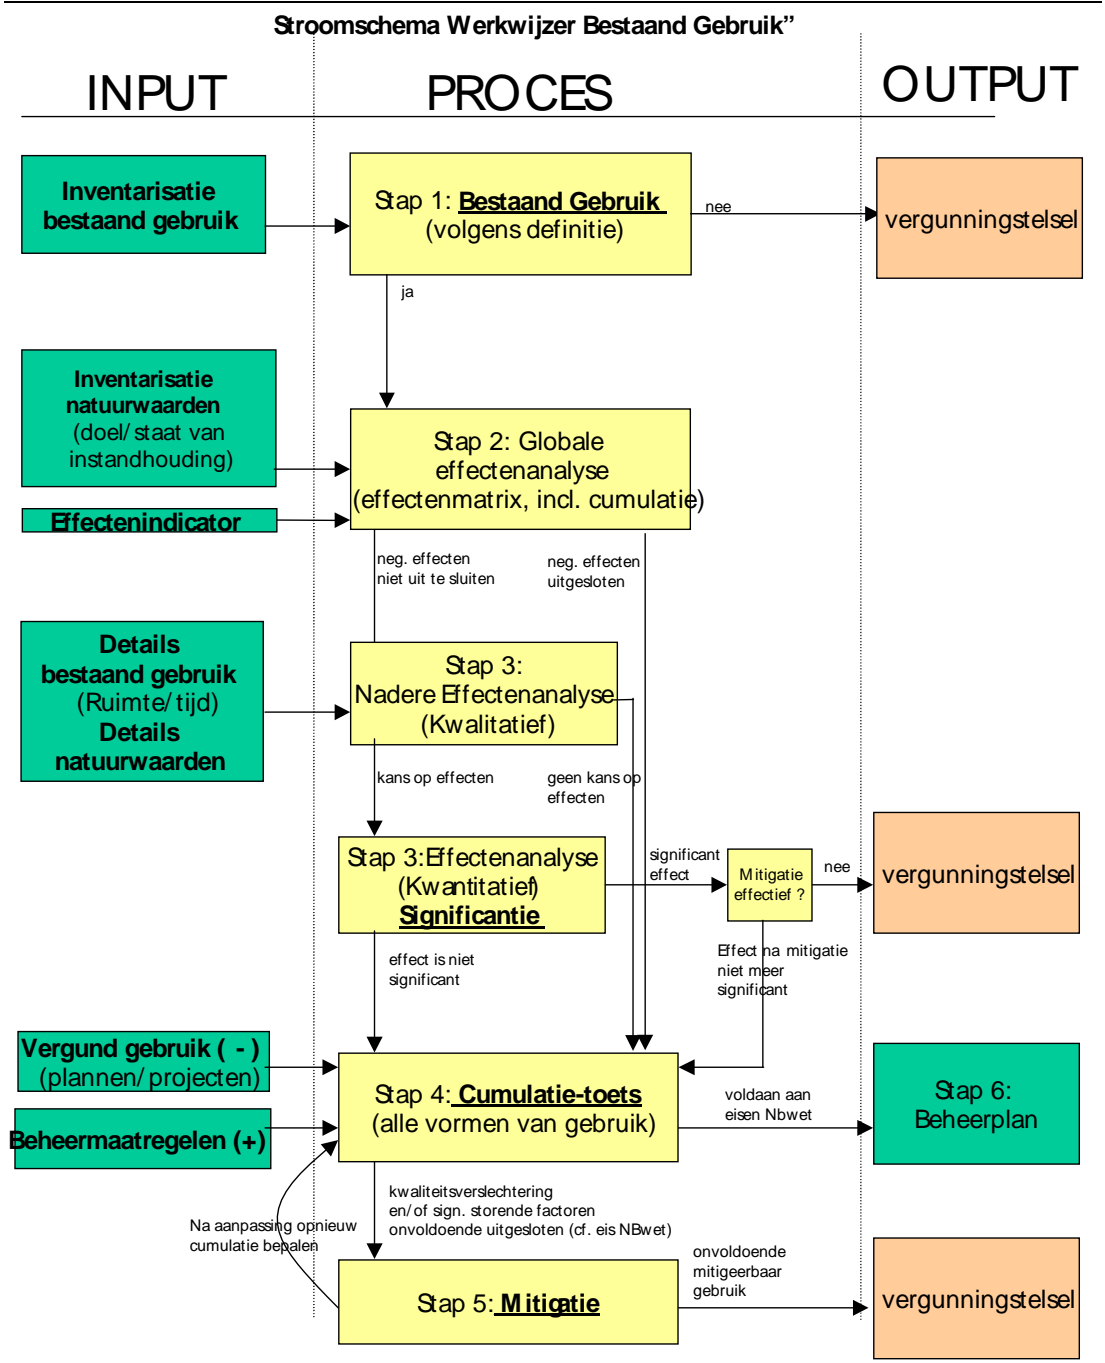 Stroomschema Werkwijzer Bestaand Gebruik”
INPUT
PROCES
OUTPUT
Inventarisatie
bestaand gebruik
Stap 1: Bestaand Gebruik
(volgens definitie)
nee
vergunningstelsel
ja
Inventarisatie
natuurwaarden
(doel/staat van
instandhouding)
Effectenindicator
Stap 2: Globale
effectenanalyse
(effectenmatrix, incl. cumulatie)
neg. effecten
niet uit te sluiten
neg. effecten
uitgesloten
Details
bestaand gebruik
(Ruimte/tijd)
Details
natuurwaarden
Stap 3:
Nadere Effectenanalyse
(Kwalitatief)
kans op effecten
geen kans op
effecten
Stap 3:Effectenanalyse
(Kwantitatief)
Significantie
significant
effect
Mitigatie
effectief ?
nee
vergunningstelsel
effect is niet
significant
Effect na mitigatie
niet meer
significant
Vergund gebruik ( - )
(plannen/projecten)
Beheermaatregelen (+)
Stap 4: Cumulatie-toets
(alle vormen van gebruik)
voldaan aan
eisen Nbwet
Stap 6:
Beheerplan
kwaliteitsverslechtering
en/of sign. storende factoren
onvoldoende uitgesloten (cf. eis NBwet)
Na aanpassing opnieuw
cumulatie bepalen
Stap 5: Mitigatie
onvoldoende
mitigeerbaar
gebruik
vergunningstelsel